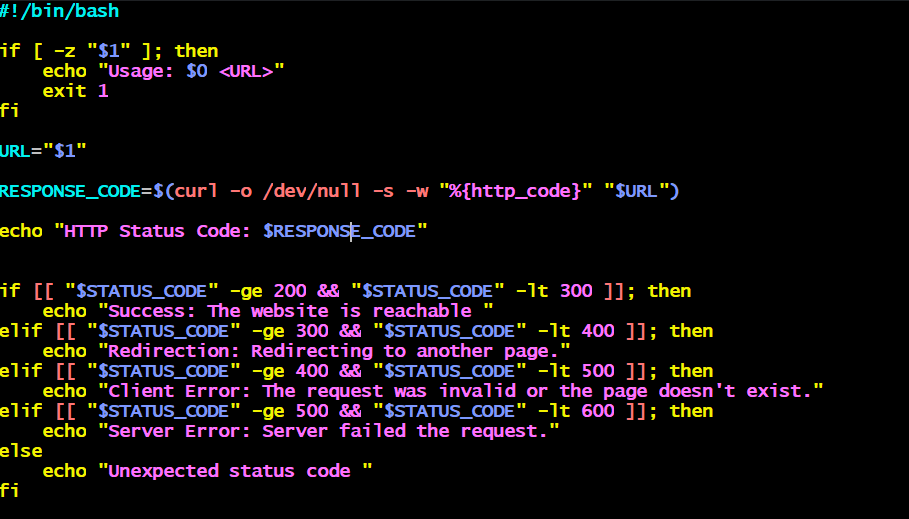 #!/bin/bash
if [ -z "$1" ]; then
    echo "Usage: $0 <URL>"
    exit 1
fi
URL="$1"
RESPONSE_CODE=$(curl -o /dev/null -s -w "%{http_code}" "$URL")
echo "HTTP Status Code: $RESPONSE_CODE"
if [[ "$STATUS_CODE" -ge 200 && "$STATUS_CODE" -lt 300 ]]; then
    echo "Success: The website is reachable "
elif [[ "$STATUS_CODE" -ge 300 && "$STATUS_CODE" -lt 400 ]]; then
    echo "Redirection: Redirecting to another page."
elif [[ "$STATUS_CODE" -ge 400 && "$STATUS_CODE" -lt 500 ]]; then
    echo "Client Error: The request was invalid or the page doesn't exist."
elif [[ "$STATUS_CODE" -ge 500 && "$STATUS_CODE" -lt 600 ]]; then
    echo "Server Error: Server failed the request."
else
    echo "Unexpected status code "
fi